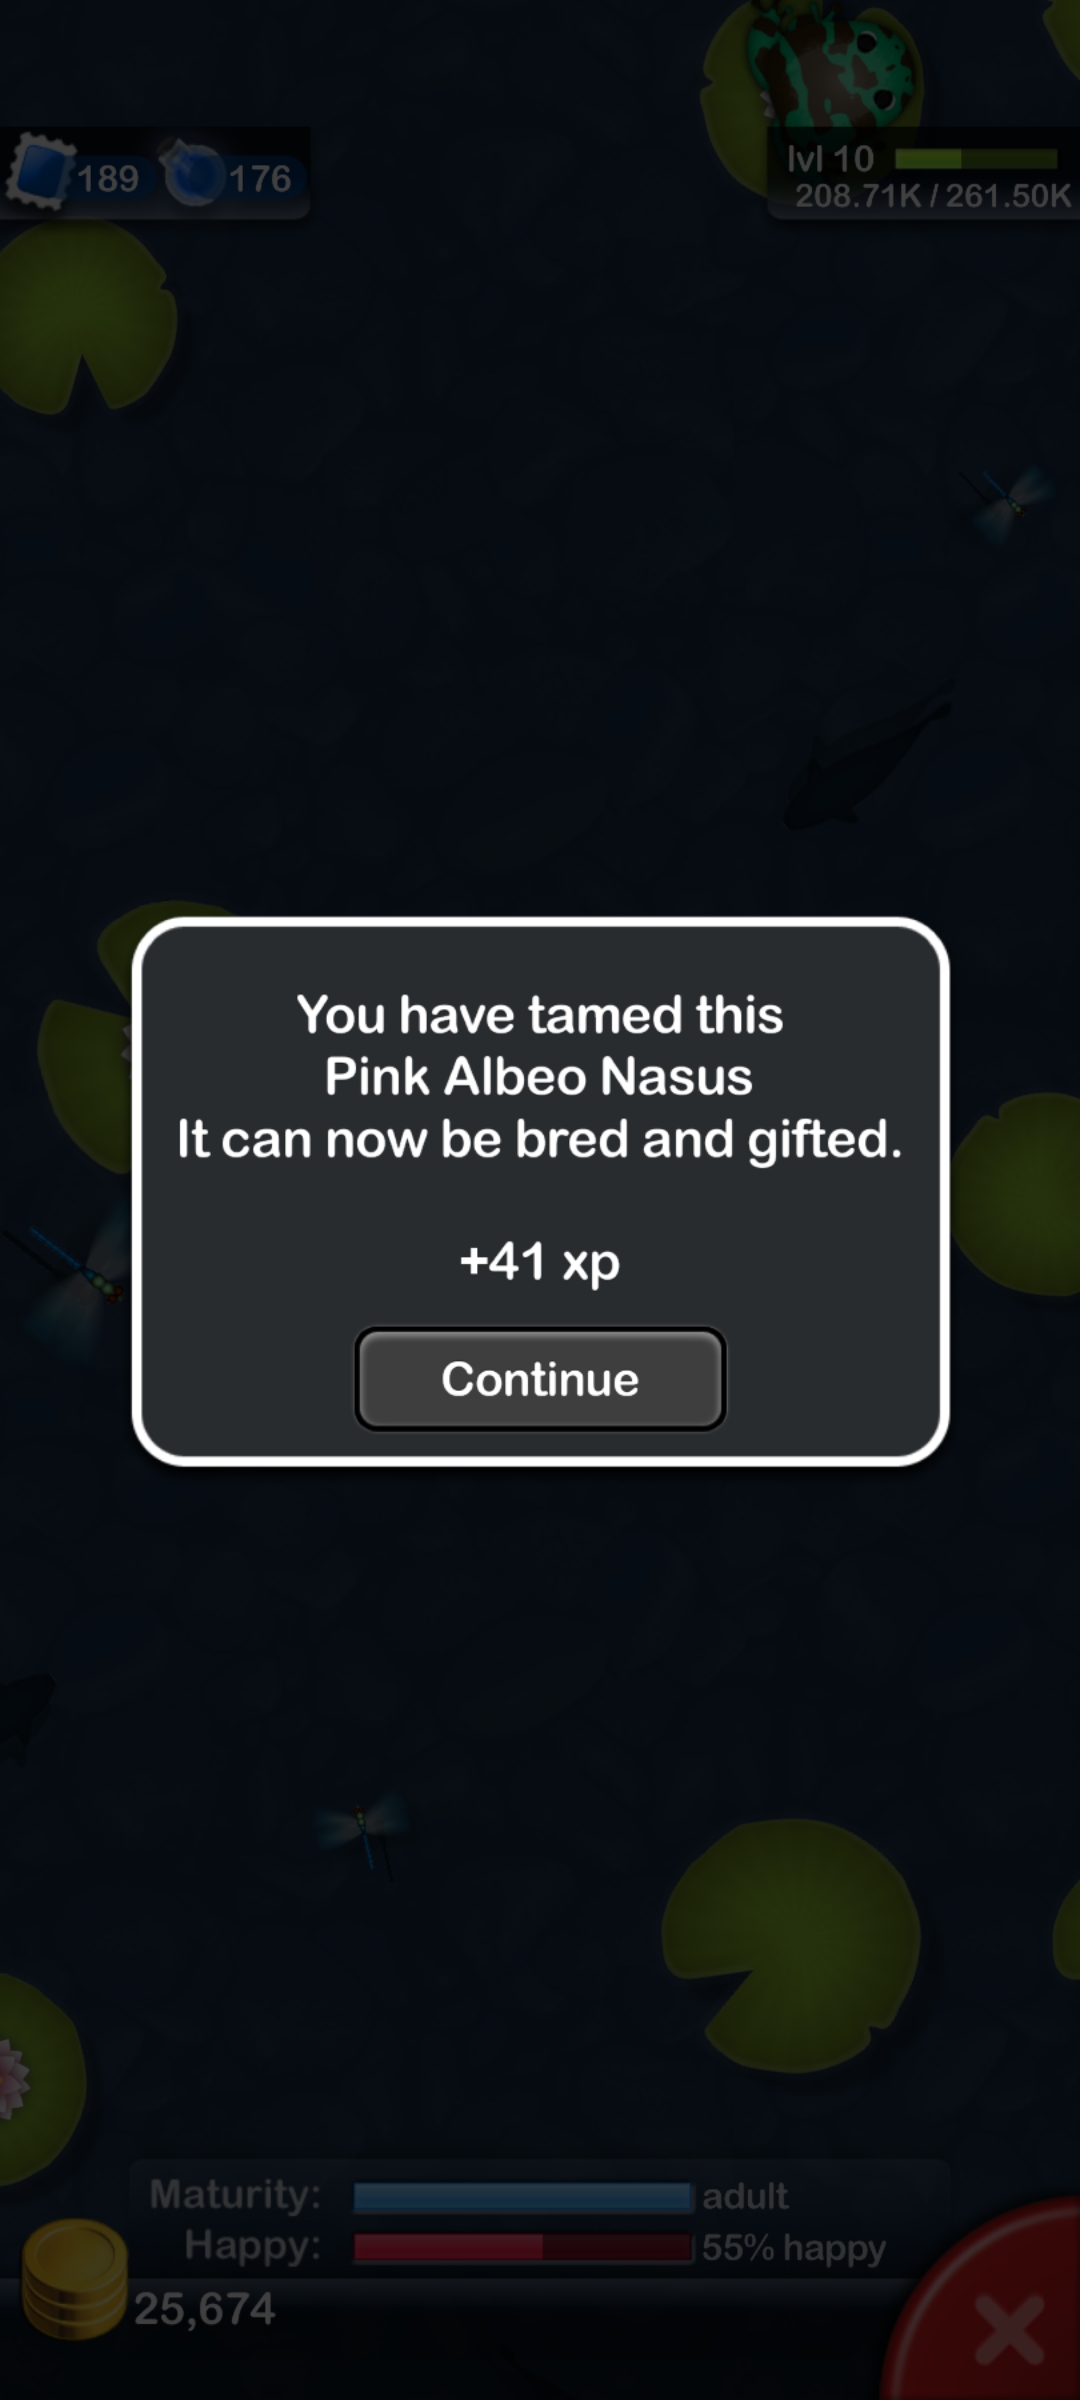 189 176
lvl 10
208.71K / 261.50K
You have tamed this
Pink Albeo Nasus
It can now be bred and gifted.
+41 xp
Continue
Maturity: adult
Happy: 55% happy
25,674